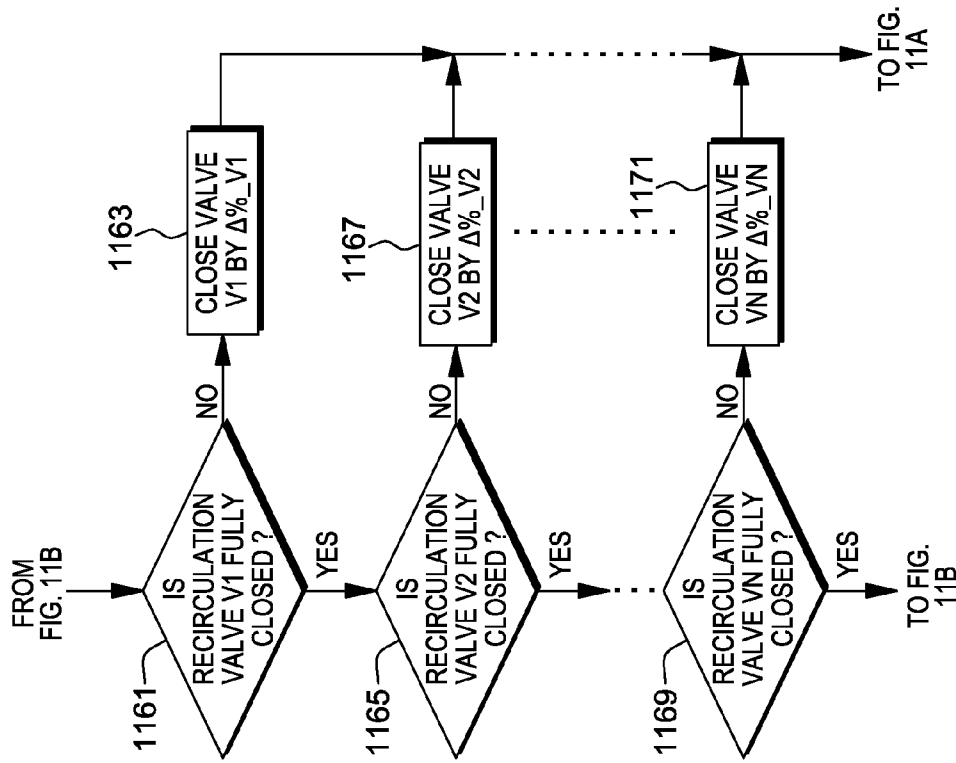 FROM
FIG. 11B
1161
IS
RECIRCULATION
VALVE V1 FULLY
CLOSED ?
NO
YES
1163
CLOSE VALVE
V1 BY Δ%_V1
1165
IS
RECIRCULATION
VALVE V2 FULLY
CLOSED ?
NO
YES
1167
CLOSE VALVE
V2 BY Δ%_V2
1169
IS
RECIRCULATION
VALVE VN FULLY
CLOSED ?
NO
YES
1171
CLOSE VALVE
VN BY Δ%_VN
TO FIG.
11B
TO FIG.
11A